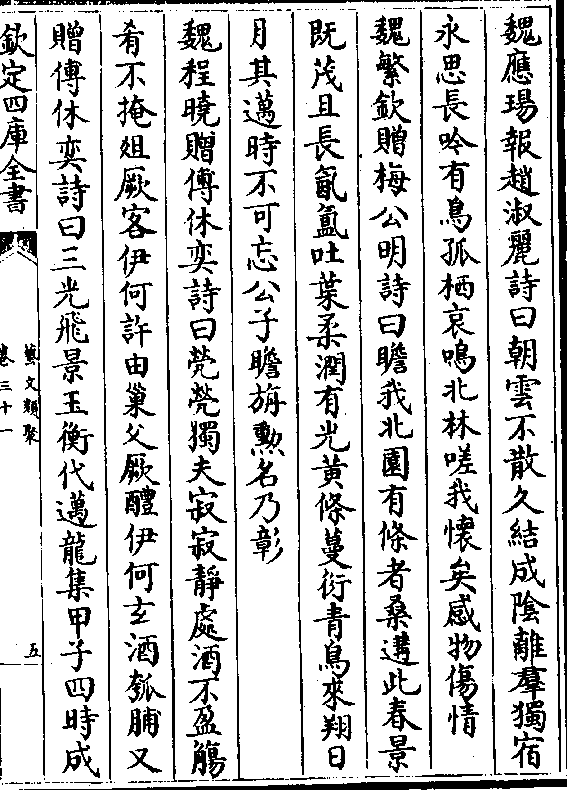 魏應瑒報趙淑麗詩曰朝雲不散久結成陰離羣獨宿
永思長吟有鳥孤栖哀鳴北林嗟我懷矣感物傷情
魏繁欽贈梅公明詩曰瞻我北園有條者桑遘此春景
既茂且長氤氳吐葉柔潤有光黃條蔓衍青鳥來翔日
月其邁時不可忘公子瞻旃勲名乃彰
魏程曉贈傅休奕詩曰煢煢獨夫寂寂靜處酒不盈觴
肴不掩俎厥客伊何許由巢父厥醴伊何玄酒瓠脯又
贈傅休奕詩曰三光飛景玉衡代邁龍集甲子四時成
欽定四庫全書
藝文類聚
卷三十一
五